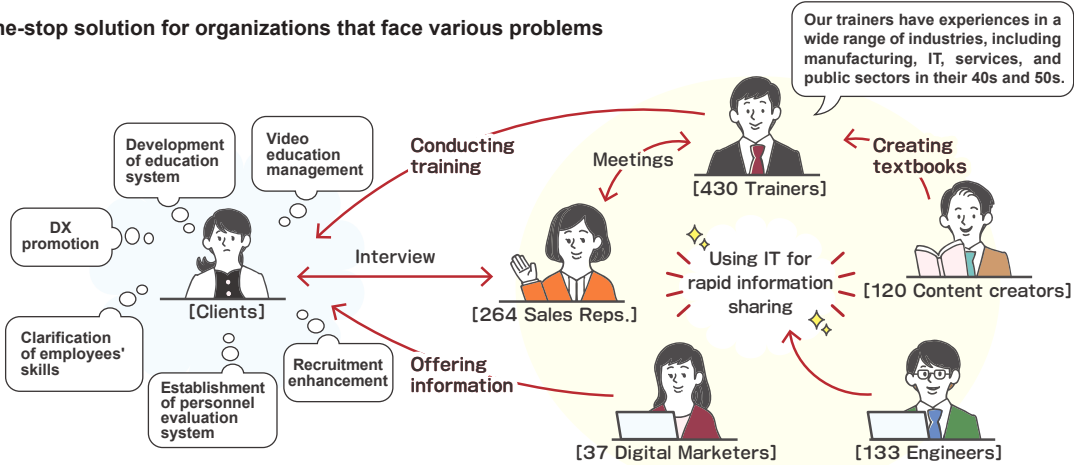 ne-stop solution for organizations that face various problems
Our trainers have experiences in a
wide range of industries, including
manufacturing, IT, services, and
public sectors in their 40s and 50s.
Development
of education
system
Video
education
management
DX
promotion
[Clients]
Clarification
of employees'
skills
Establishment
of personnel
evaluation
system
Recruitment
enhancement
Conducting
training
Interview
Offering
information
Meetings
[430 Trainers]
Creating
textbooks
[264 Sales Reps.]
Using IT for
rapid information
sharing
[120 Content creators]
[37 Digital Marketers]
[133 Engineers]